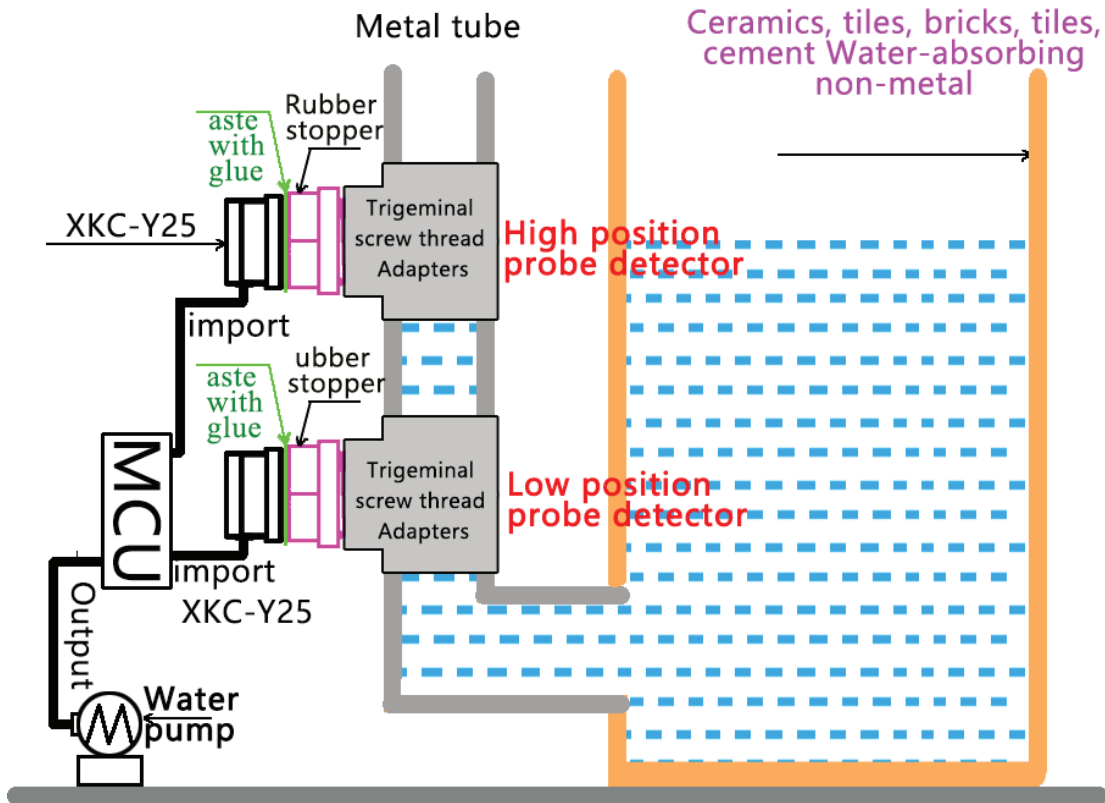 Metal tube
Ceramics, tiles, bricks, tiles,
cement Water-absorbing
non-metal
Rubber
stopper
aste
with
glue
XKC-Y25
Trigeminal
screw thread
Adapters
High position
probe detector
import
ubber
stopper
aste
with
glue
MCU
Trigeminal
screw thread
Adapters
Low position
probe detector
import
XKC-Y25
Output
Water
pump